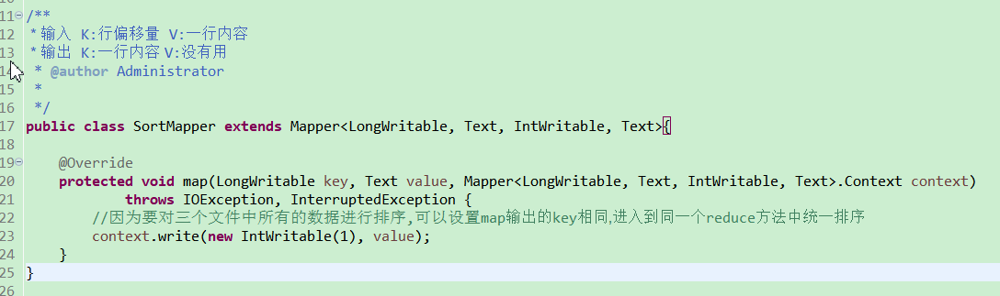 11 /**
12 * 输入 K:行偏移量 V:一行内容
13 * 输出 K:一行内容 V:没有用
14 * @author Administrator
15 *
16 */
17 public class SortMapper extends Mapper<LongWritable, Text, IntWritable, Text>{
18
19 @Override
20 protected void map(LongWritable key, Text value, Mapper<LongWritable, Text, IntWritable, Text>.Context context)
21 throws IOException, InterruptedException {
22 //因为要对三个文件中所有的数据进行排序,可以设置map输出的key相同,进入到同一个reduce方法中统一排序
23 context.write(new IntWritable(1), value);
24 }
25 }
26